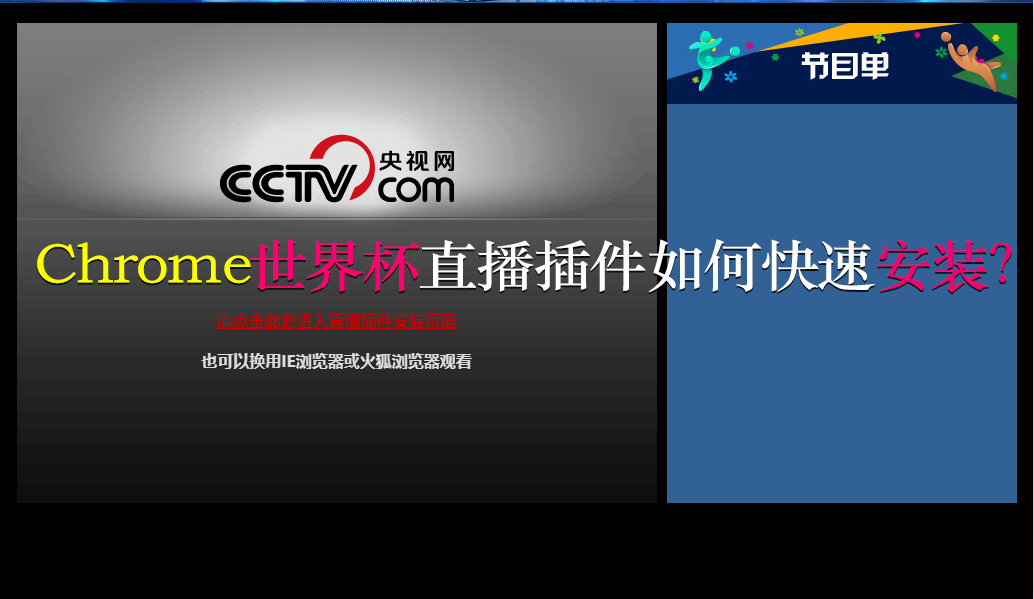 节目单
CCTV 央视网
com
Chrome世界杯直播插件如何快速安装?
请点击此处进入直播插件安装页面
也可以换用IE浏览器或火狐浏览器观看